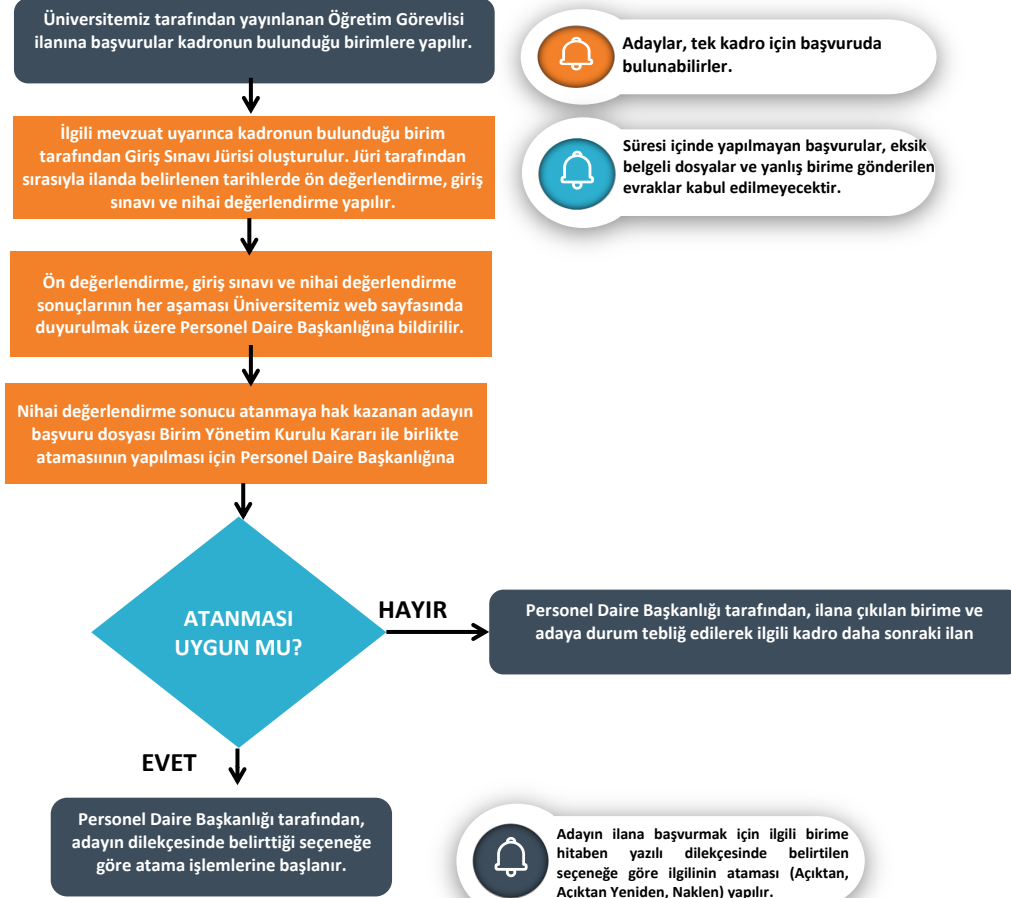 Üniversitemiz tarafından yayınlanan Öğretim Görevlisi
ilanına başvurular kadronun bulunduğu birimlere yapılır.
Adaylar, tek kadro için başvuruda
bulunabilirler.
İlgili mevzuat uyarınca kadronun bulunduğu birim
tarafından Giriş Sınavı Jürisi oluşturulur. Jüri tarafından
sırasıyla ilanda belirlenen tarihlerde ön değerlendirme, giriş
sınavı ve nihai değerlendirme yapılır.
Süresi içinde yapılmayan başvurular, eksik
belgeli dosyalar ve yanlış birime gönderilen
evraklar kabul edilmeyecektir.
Ön değerlendirme, giriş sınavı ve nihai değerlendirme
sonuçlarının her aşaması Üniversitemiz web sayfasında
duyurulmak üzere Personel Daire Başkanlığına bildirilir.
Nihai değerlendirme sonucu atanmaya hak kazanan adayın
başvuru dosyası Birim Yönetim Kurulu Kararı ile birlikte
atamasıının yapılması için Personel Daire Başkanlığına
ATANMASI
UYGUN MU?
HAYIR
Personel Daire Başkanlığı tarafından, ilana çıkılan birime ve
adaya durum tebliğ edilerek ilgili kadro daha sonraki ilan
EVET
Personel Daire Başkanlığı tarafından,
adayın dilekçesinde belirttiği seçeneğe
göre atama işlemlerine başlanır.
Adayın ilana başvurmak için ilgili birime
hitaben yazılı dilekçesinde belirtilen
seçeneğe göre ilgilinin ataması (Açıktan,
Açıktan Yeniden, Naklen) yapılır.